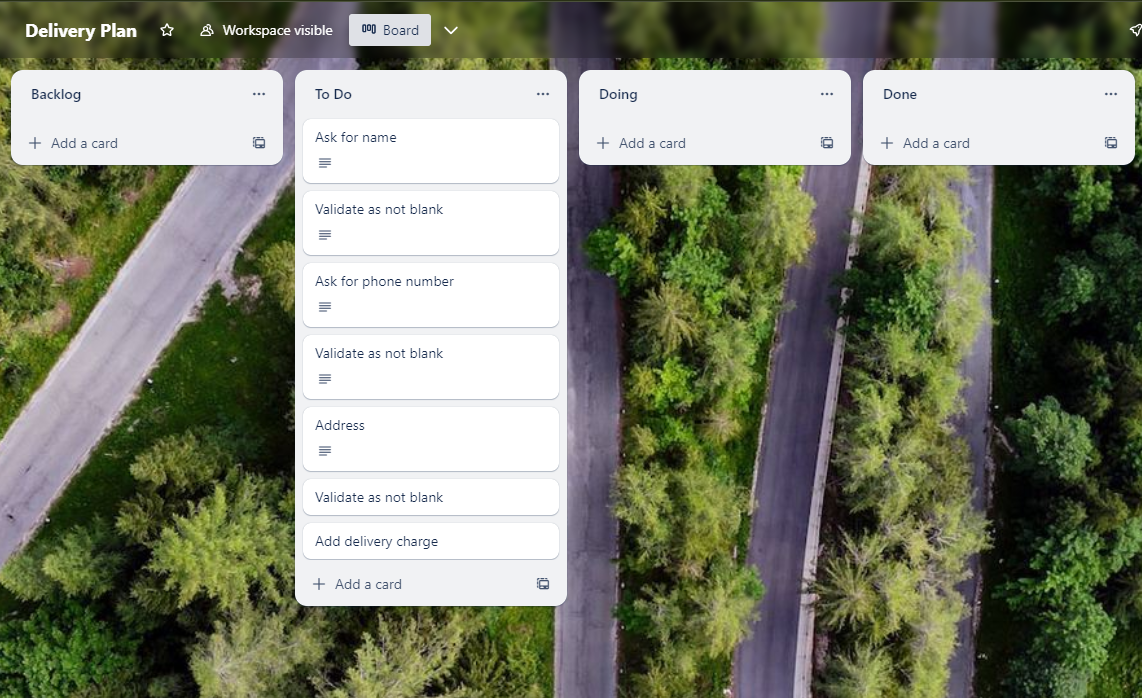 Delivery Plan
Workspace visible
Board
Backlog
Add a card
To Do
Ask for name
Validate as not blank
Ask for phone number
Validate as not blank
Address
Validate as not blank
Add delivery charge
Add a card
Doing
Add a card
Done
Add a card